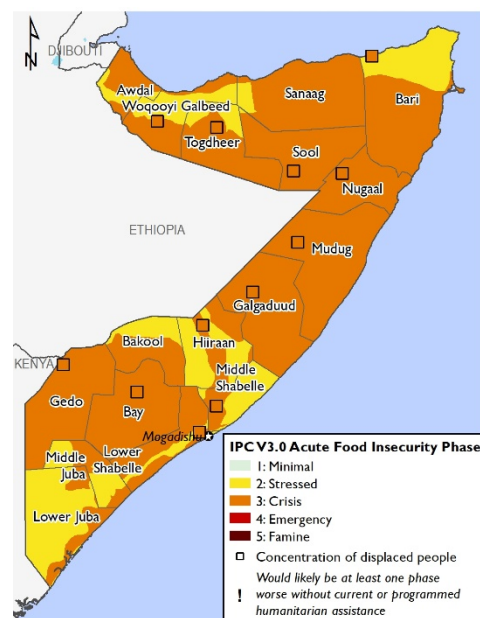 N
DJIBOUTI
Awdal
Woqooyi Galbeed
Togdheer
Sanaag
Bari
Sool
Nugaal
ETHIOPIA
Mudug
Galgaduud
Hiiraan
Bakool
Middle
Shabelle
KENYA
Gedo
Bay
Mogadishu
Middle
Juba
Lower
Shabelle
Lower Juba
IPC V3.0 Acute Food Insecurity Phase
1: Minimal
2: Stressed
3: Crisis
4: Emergency
5: Famine
Concentration of displaced people
Would likely be at least one phase
! worse without current or programmed
humanitarian assistance